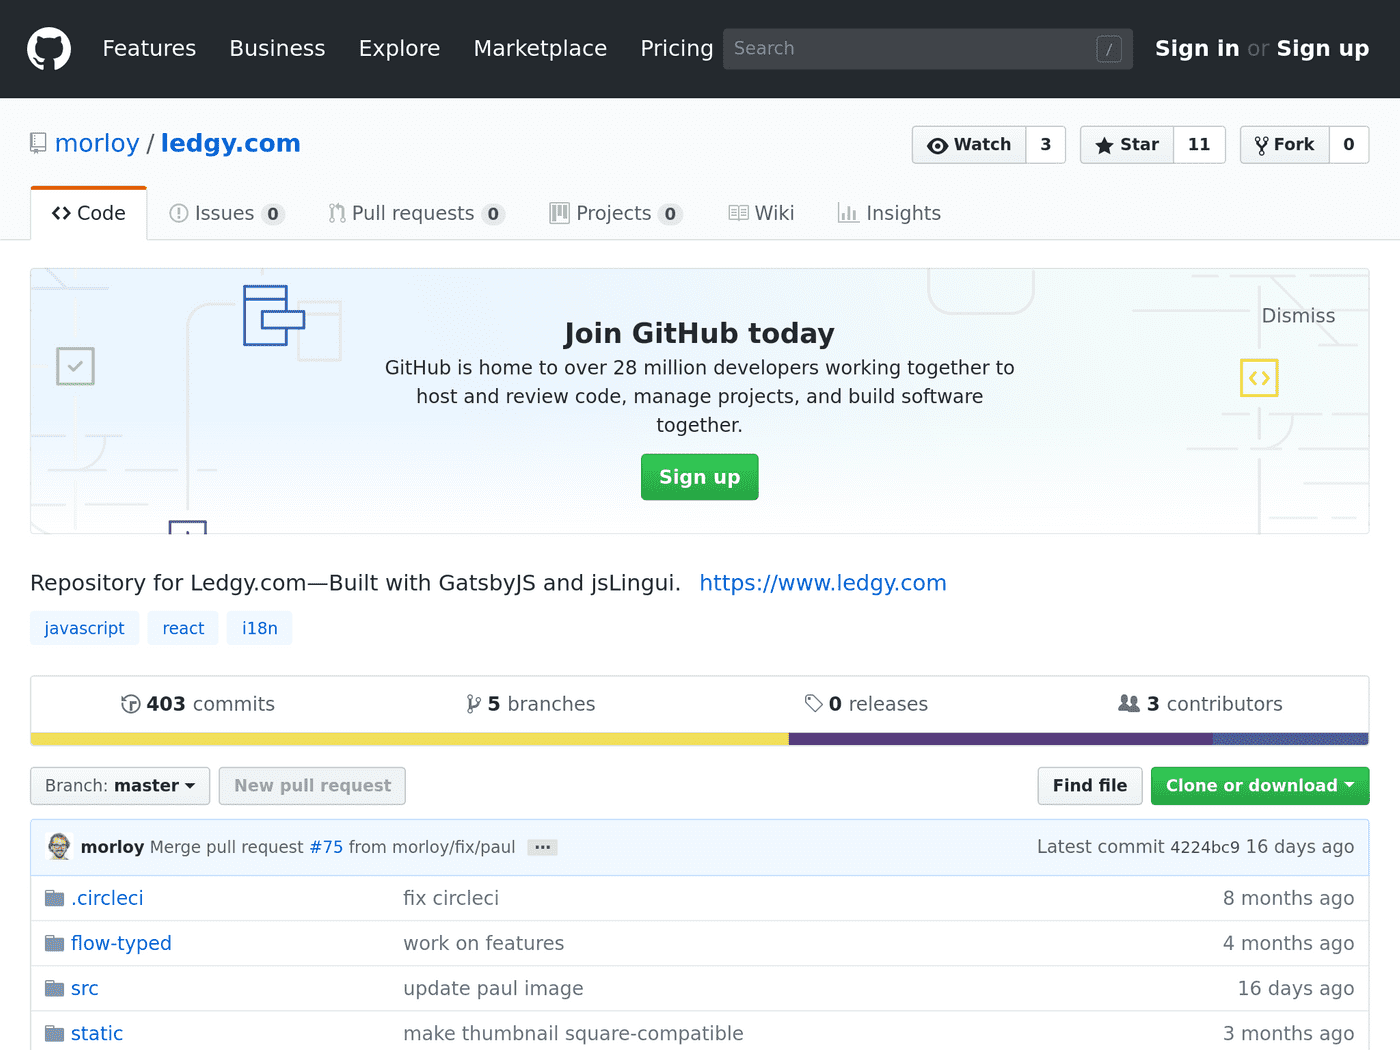 Features Business Explore Marketplace Pricing Search / Sign in or Sign up
morloy / ledgy.com Watch 3 Star 11 Fork 0
Code Issues 0 Pull requests 0 Projects 0 Wiki Insights
Dismiss
Join GitHub today
GitHub is home to over 28 million developers working together to
host and review code, manage projects, and build software
together.
Sign up
Repository for Ledgy.com—Built with GatsbyJS and jsLingui. https://www.ledgy.com
javascript react i18n
403 commits 5 branches 0 releases 3 contributors
Branch: master New pull request Find file Clone or download
morloy Merge pull request #75 from morloy/fix/paul ... Latest commit 4224bc9 16 days ago
.circleci fix circleci 8 months ago
flow-typed work on features 4 months ago
src update paul image 16 days ago
static make thumbnail square-compatible 3 months ago